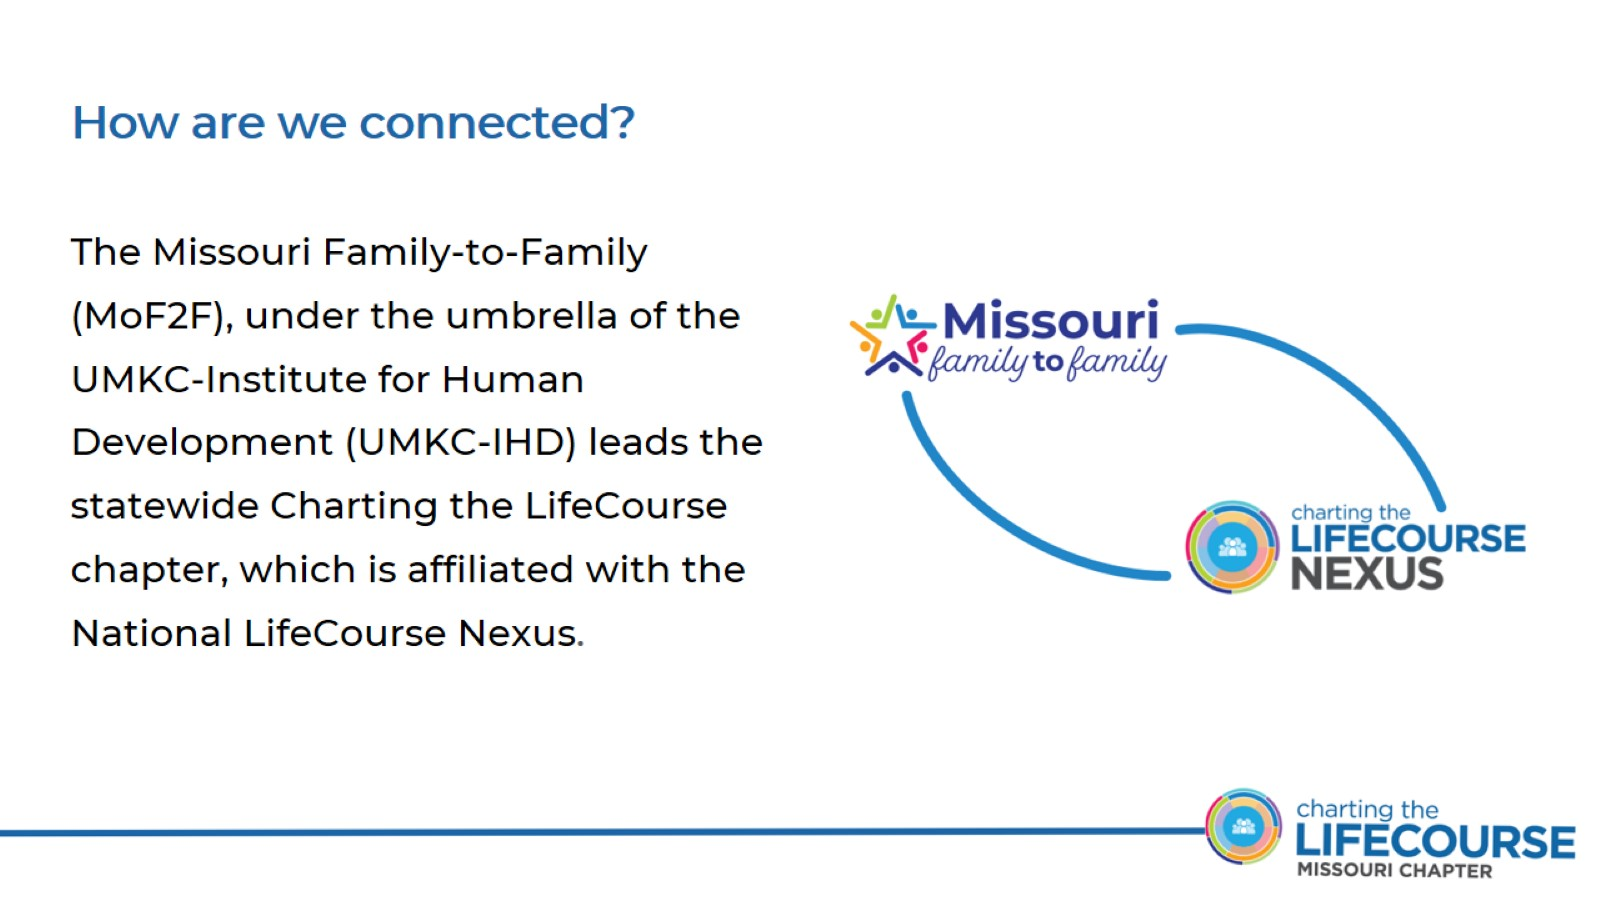 How are we connected?
The Missouri Family-to-Family
(MoF2F), under the umbrella of the
UMKC-Institute for Human
Development (UMKC-IHD) leads the
statewide Charting the LifeCourse
chapter, which is affiliated with the
National LifeCourse Nexus.
Missouri
family to family
charting the
LIFECOURSE
NEXUS
charting the
LIFECOURSE
MISSOURI CHAPTER